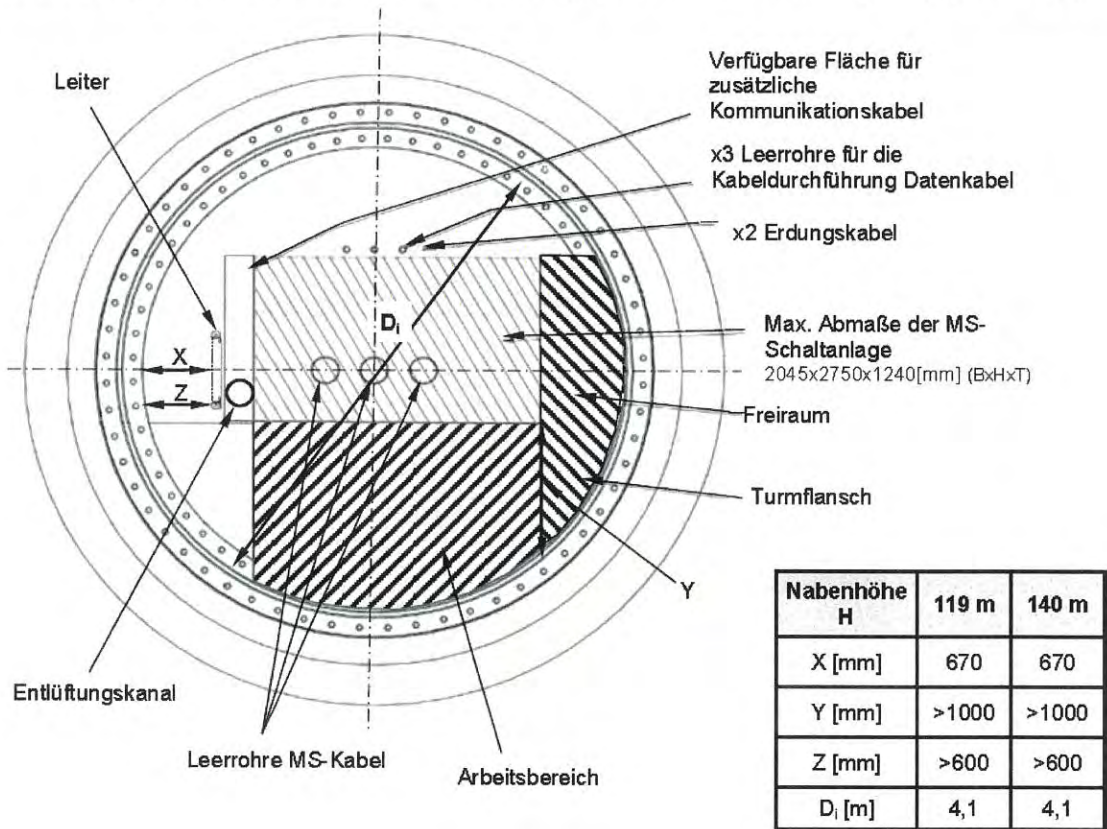 Leiter
Verfügbare Fläche für
zusätzliche
Kommunikationskabel
x3 Leerrohre für die
Kabeldurchführung Datenkabel
x2 Erdungskabel
Di
X
Z
Max. Abmaße der MS-
Schaltanlage
2045x2750x1240[mm] (BxHxT)
Freiraum
Turmflansch
Y
Entlüftungskanal
Leerrohre MS-Kabel
Arbeitsbereich
Nabenhöhe H 119 m 140 m
X [mm] 670 670
Y [mm] >1000 >1000
Z [mm] >600 >600
Di [m] 4,1 4,1